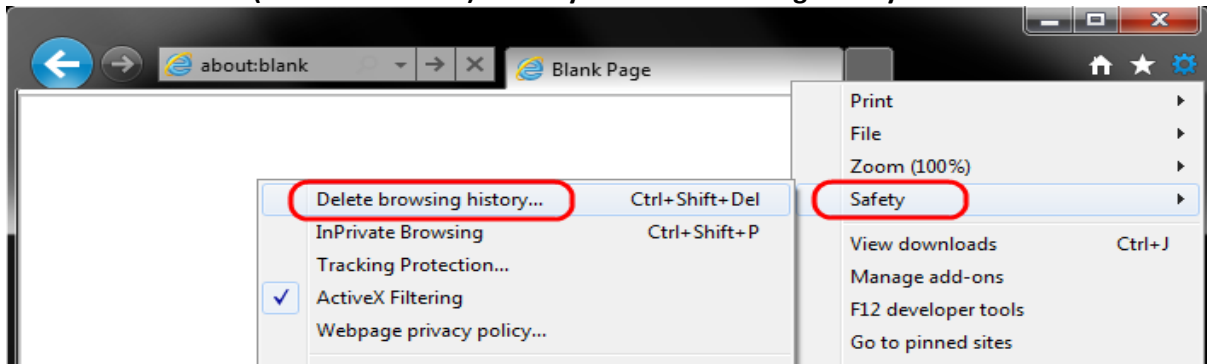 about:blank
Blank Page
Print
File
Zoom (100%)
Safety
Delete browsing history... Ctrl+Shift+Del
InPrivate Browsing Ctrl+Shift+P
Tracking Protection...
ActiveX Filtering
Webpage privacy policy...
View downloads Ctrl+J
Manage add-ons
F12 developer tools
Go to pinned sites